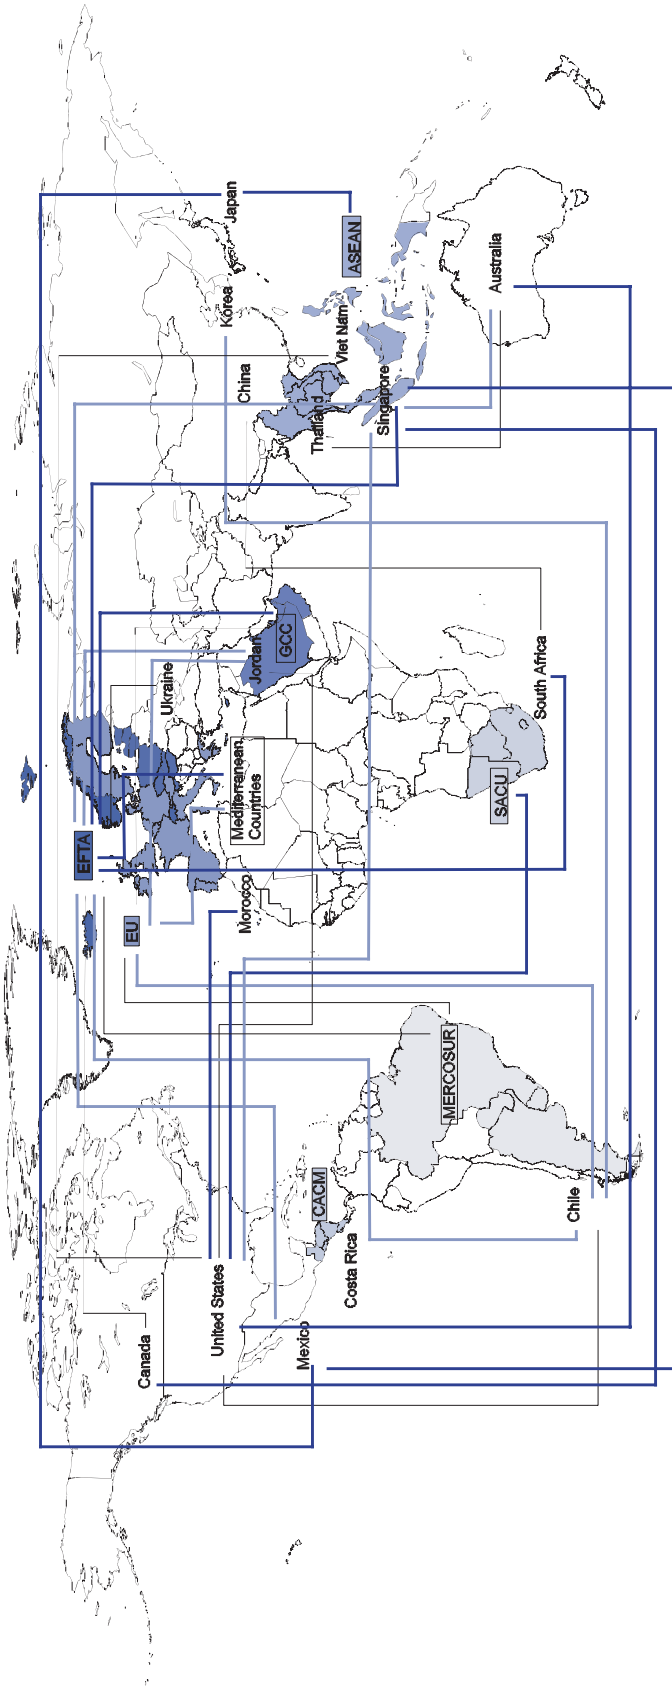 Canada
United States
Mexico
CACM
Costa Rica
MERCOSUR
Chile
EFTA
EU
Morocco
Mediterranean
Countries
Ukraine
Jordan
GCC
SACU
South Africa
China
Korea
Japan
Thailand
Viet Nam
ASEAN
Singapore
Australia